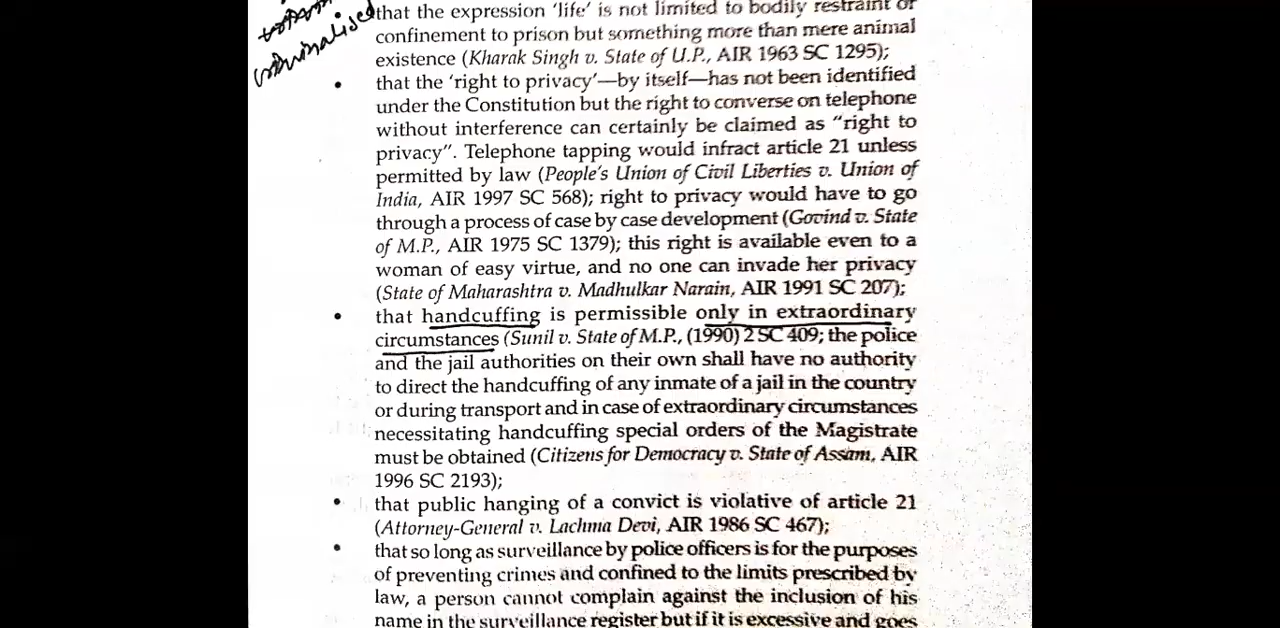 criminalised
that the expression ‘life’ is not limited to bodily restraint or
confinement to prison but something more than mere animal
existence (Kharak Singh v. State of U.P., AIR 1963 SC 1295);
• that the ‘right to privacy’—by itself—has not been identified
under the Constitution but the right to converse on telephone
without interference can certainly be claimed as “right to
privacy”. Telephone tapping would infract article 21 unless
permitted by law (People's Union of Civil Liberties v. Union of
India, AIR 1997 SC 568); right to privacy would have to go
through a process of case by case development (Govind v. State
of M.P., AIR 1975 SC 1379); this right is available even to a
woman of easy virtue, and no one can invade her privacy
(State of Maharashtra v. Madhulkar Narain, AIR 1991 SC 207);
• that handcuffing is permissible only in extraordinary
circumstances (Sunil v. State of M.P., (1990) 2 SC 409; the police
and the jail authorities on their own shall have no authority
to direct the handcuffing of any inmate of a jail in the country
or during transport and in case of extraordinary circumstances
necessitating handcuffing special orders of the Magistrate
must be obtained (Citizens for Democracy v. State of Assam, AIR
1996 SC 2193);
• that public hanging of a convict is violative of article 21
(Attorney-General v. Lachma Devi, AIR 1986 SC 467);
• that so long as surveillance by police officers is for the purposes
of preventing crimes and confined to the limits prescribed by
law, a person cannot complain against the inclusion of his
name in the surveillance register but if it is excessive and goes